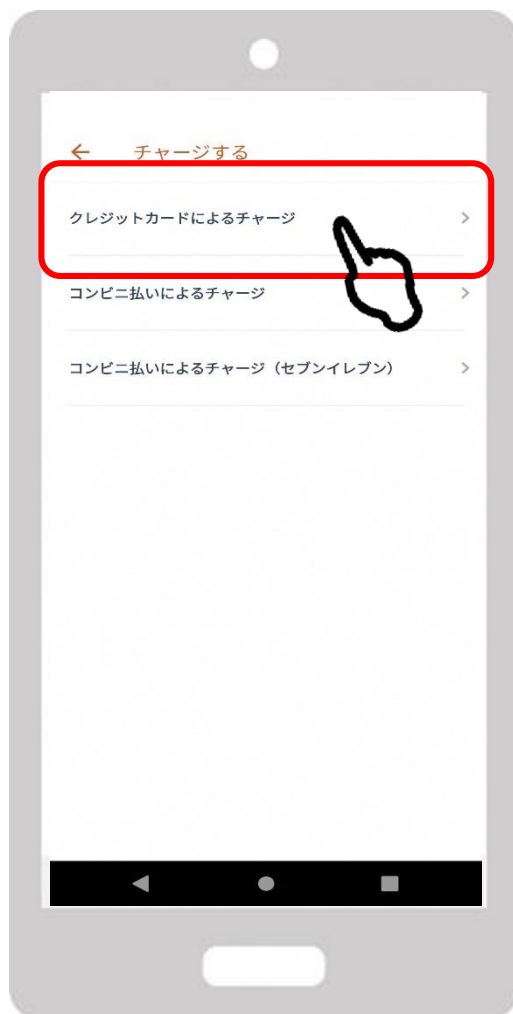 チャージする
クレジットカードによるチャージ
コンビニ払いによるチャージ
コンビニ払いによるチャージ（セブンイレブン）